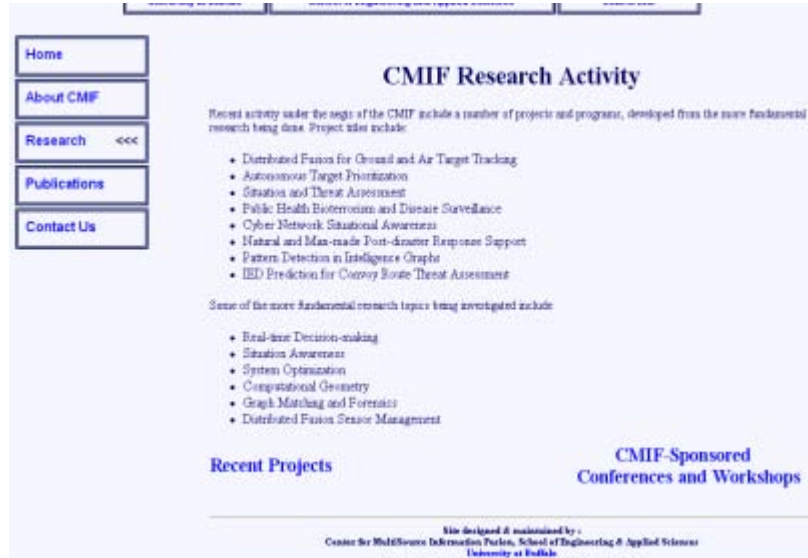 Home
About CMIF
Research <<<
Publications
Contact Us
CMIF Research Activity
Recent activity under the aegis of the CMIF include a number of projects and programs, developed from the more fundamental
research being done. Project titles include:
• Distributed Fusion for Ground and Air Target Tracking
• Autonomous Target Prioritization
• Situation and Threat Assessment
• Public Health Bioterrorism and Disease Surveillance
• Cyber Network Situational Awareness
• Natural and Man-made Post-disaster Response Support
• Pattern Detection in Intelligence Graphs
• IED Prediction for Convoy Route Threat Assessment
Some of the more fundamental research topics being investigated include
• Real-time Decision-making
• Situation Awareness
• System Optimization
• Computational Geometry
• Graph Matching and Forensics
• Distributed Fusion Sensor Management
Recent Projects
CMIF-Sponsored
Conferences and Workshops
Site designed & maintained by :
Center for MultiSource Information Fusion, School of Engineering & Applied Sciences
University at Buffalo